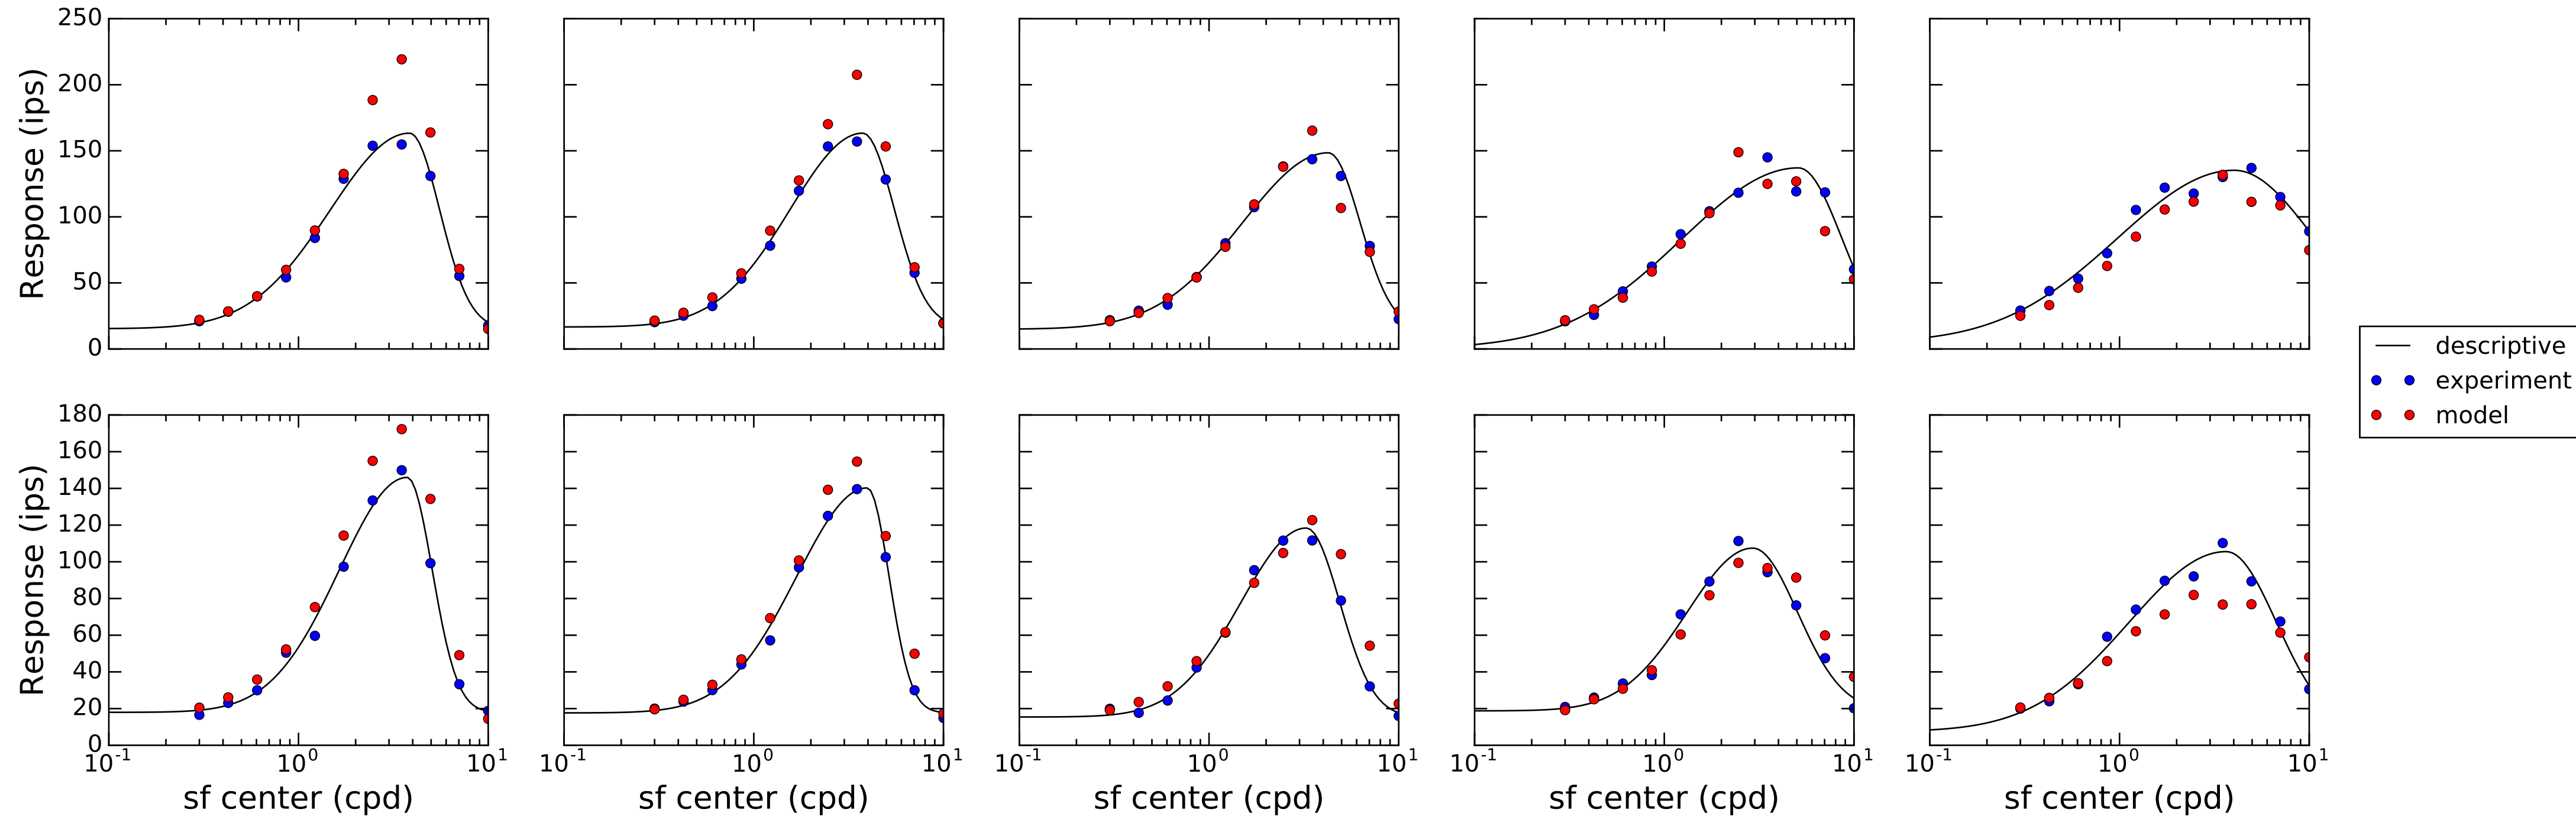 250
200
150
100
50
0
Response (ips)
180
160
140
120
100
80
60
40
20
0
Response (ips)
10^-1 10^0 10^1
10^-1 10^0 10^1
10^-1 10^0 10^1
10^-1 10^0 10^1
10^-1 10^0 10^1
sf center (cpd) sf center (cpd) sf center (cpd) sf center (cpd) sf center (cpd)
descriptive
experiment
model